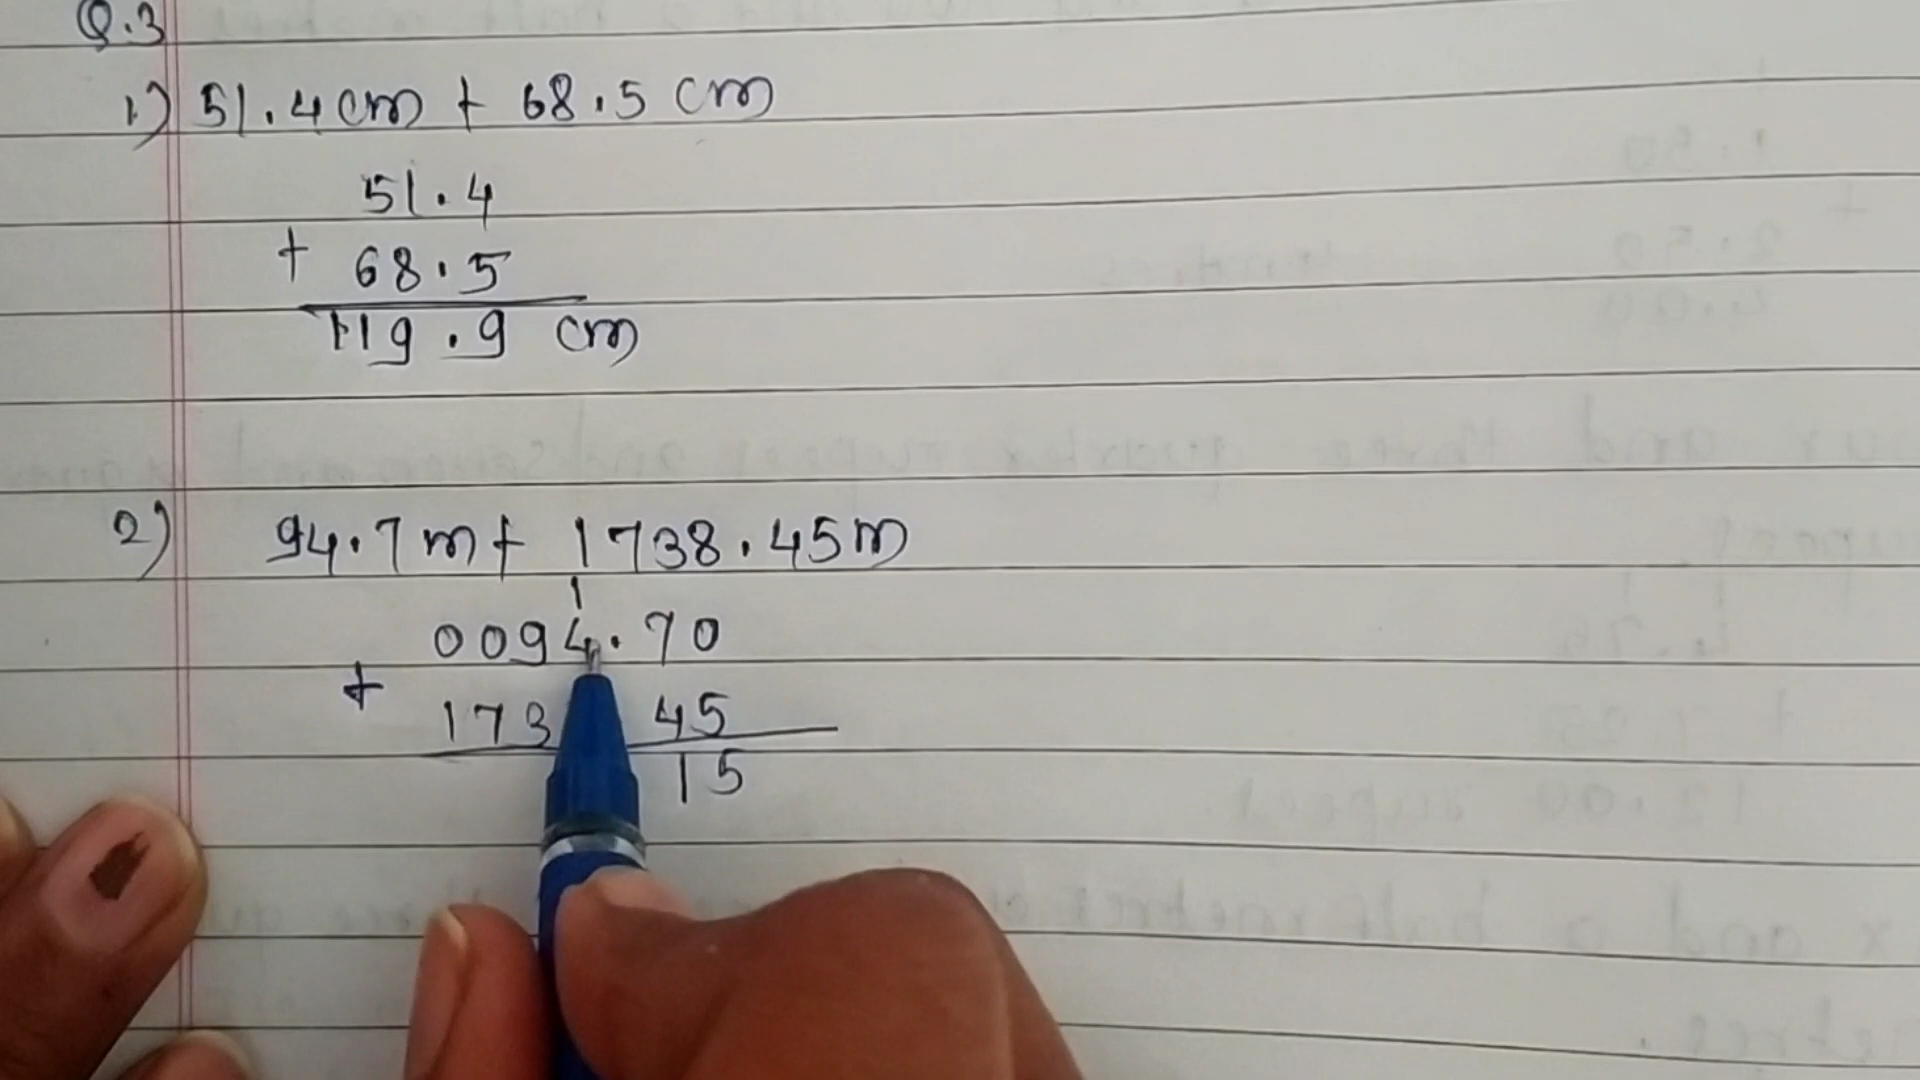 Q.3
1) 51.4 cm + 68.5 cm
51.4
+ 68.5
119.9 cm
2) 94.7 m + 1738.45 m
1
0094.70
+ 173 45
15